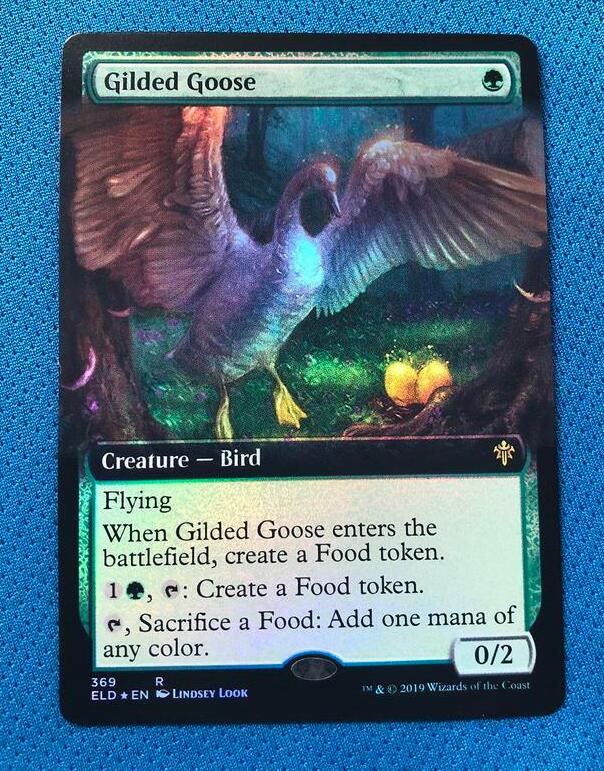 Gilded Goose
Creature — Bird
Flying
When Gilded Goose enters the
battlefield, create a Food token.
1, : Create a Food token.
, Sacrifice a Food: Add one mana of
any color.
0/2
369 R
ELD ★ EN Lindsey Look
™ & © 2019 Wizards of the Coast